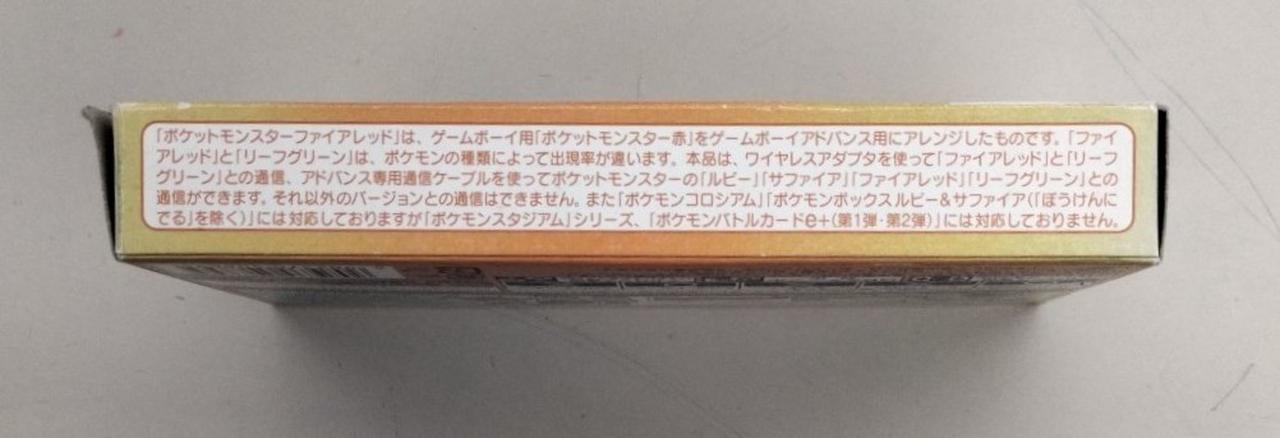 「ポケットモンスターファイアレッド」は、ゲームボーイ用「ポケットモンスター赤」をゲームボーイアドバンス用にアレンジしたものです。「ファイ
アレッド」と「リーフグリーン」は、ポケモンの種類によって出現率が違います。本品は、ワイヤレスアダプタを使って「ファイアレッド」と「リーフ
グリーン」との通信、アドバンス専用通信ケーブルを使ってポケットモンスターの「ルビー」「サファイア」「ファイアレッド」「リーフグリーン」との
通信ができます。それ以外のバージョンとの通信はできません。また「ポケモンコロシアム」「ポケモンボックスルビー&サファイア(「ぼうけんに
でる」を除く)」には対応しておりますが「ポケモンスタジアム」シリーズ、「ポケモンバトルカードe+(第1弾・第2弾)」には対応しておりません。